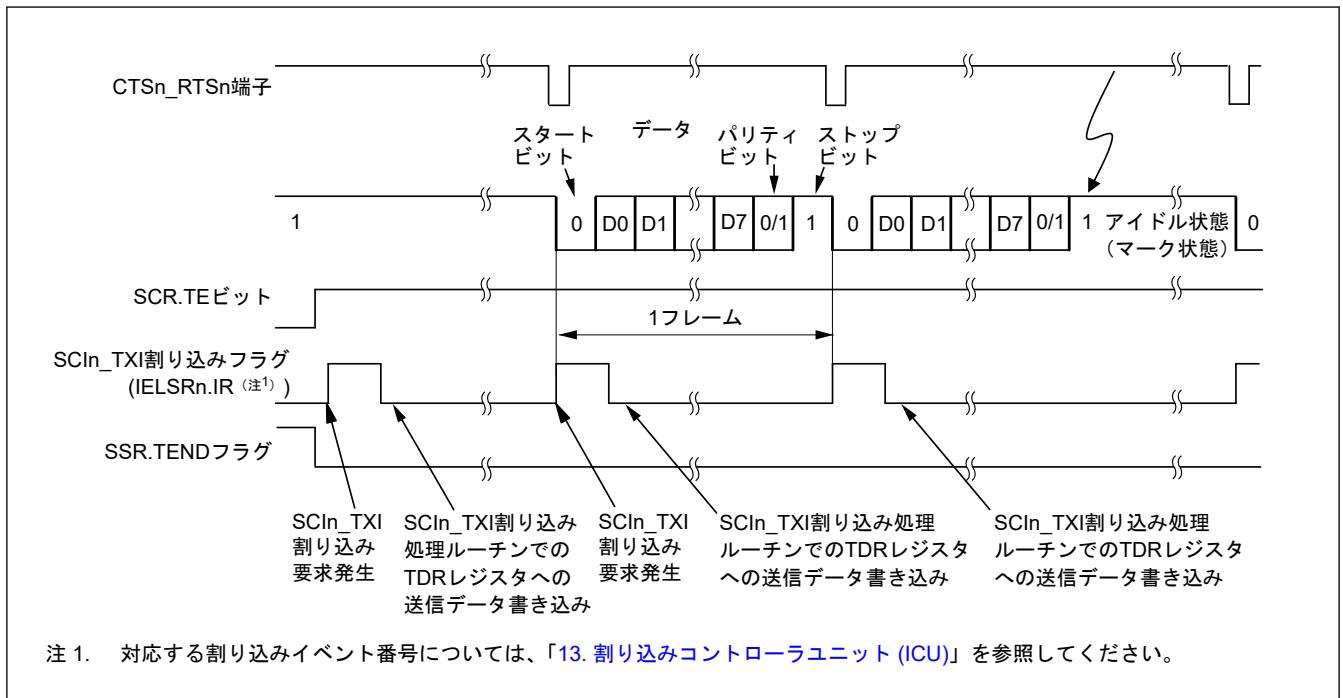 CTSn_RTSn端子
スタート
ビット
データ
パリティ
ビット
ストップ
ビット
1 0 D0 D1 D7 0/1 1 0 D0 D1 D7 0/1 1 アイドル状態 0
(マーク状態)
SCR.TEビット
1フレーム
SCIn_TXI割り込みフラグ
(IELSRn.IR (注1) )
SSR.TENDフラグ
SCIn_TXI
割り込み
要求発生
SCIn_TXI割り込み
処理ルーチンでの
TDRレジスタへの
送信データ書き込み
SCIn_TXI
割り込み
要求発生
SCIn_TXI割り込み処理
ルーチンでのTDRレジスタ
への送信データ書き込み
SCIn_TXI割り込み処理
ルーチンでのTDRレジスタ
への送信データ書き込み
注 1. 対応する割り込みイベント番号については、「13. 割り込みコントローラユニット (ICU)」を参照してください。